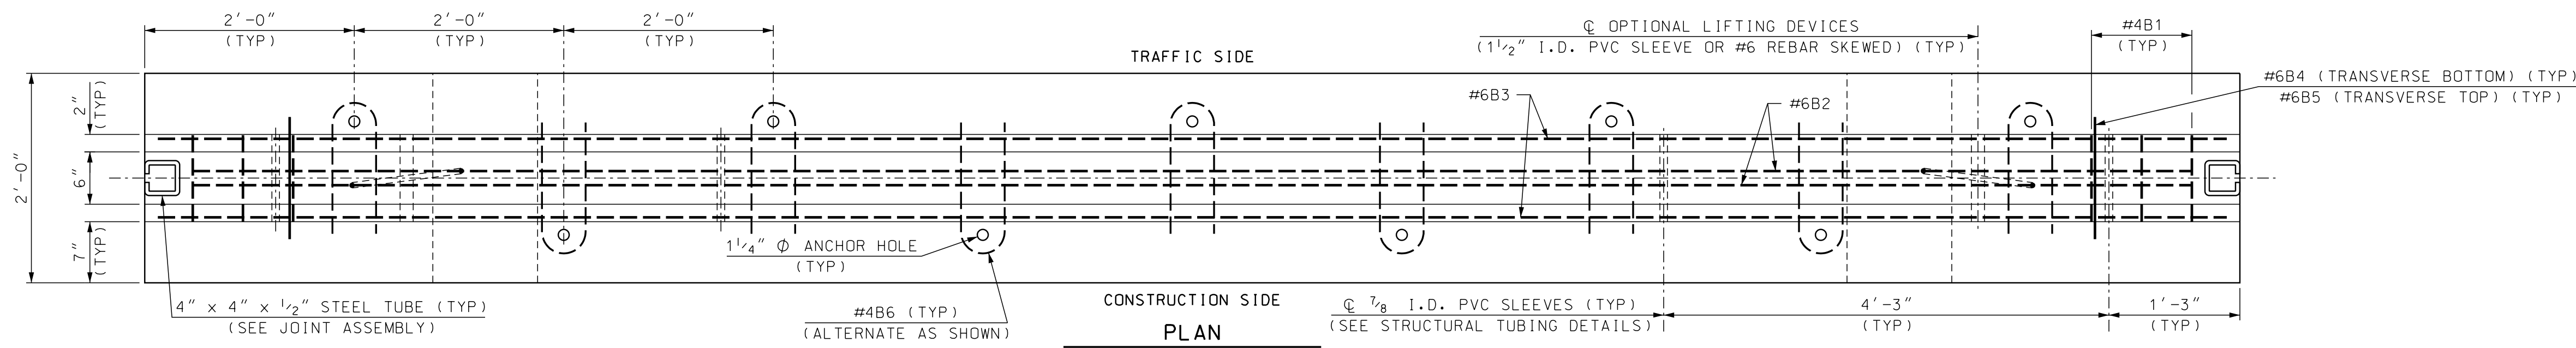 2'-0"
(TYP)
2'-0"
(TYP)
2'-0"
(TYP)
TRAFFIC SIDE
℄ OPTIONAL LIFTING DEVICES
(1 1/2" I.D. PVC SLEEVE OR #6 REBAR SKEWED) (TYP)
#4B1
(TYP)
#6B4 (TRANSVERSE BOTTOM) (TYP)
#6B5 (TRANSVERSE TOP) (TYP)
2'-0"
2"
(TYP)
6"
7"
(TYP)
#6B3
#6B2
1 1/4" Ø ANCHOR HOLE
(TYP)
4" x 4" x 1/2" STEEL TUBE (TYP)
(SEE JOINT ASSEMBLY)
#4B6 (TYP)
(ALTERNATE AS SHOWN)
CONSTRUCTION SIDE
PLAN
℄ 7/8 I.D. PVC SLEEVES (TYP)
(SEE STRUCTURAL TUBING DETAILS)
4'-3"
(TYP)
1'-3"
(TYP)